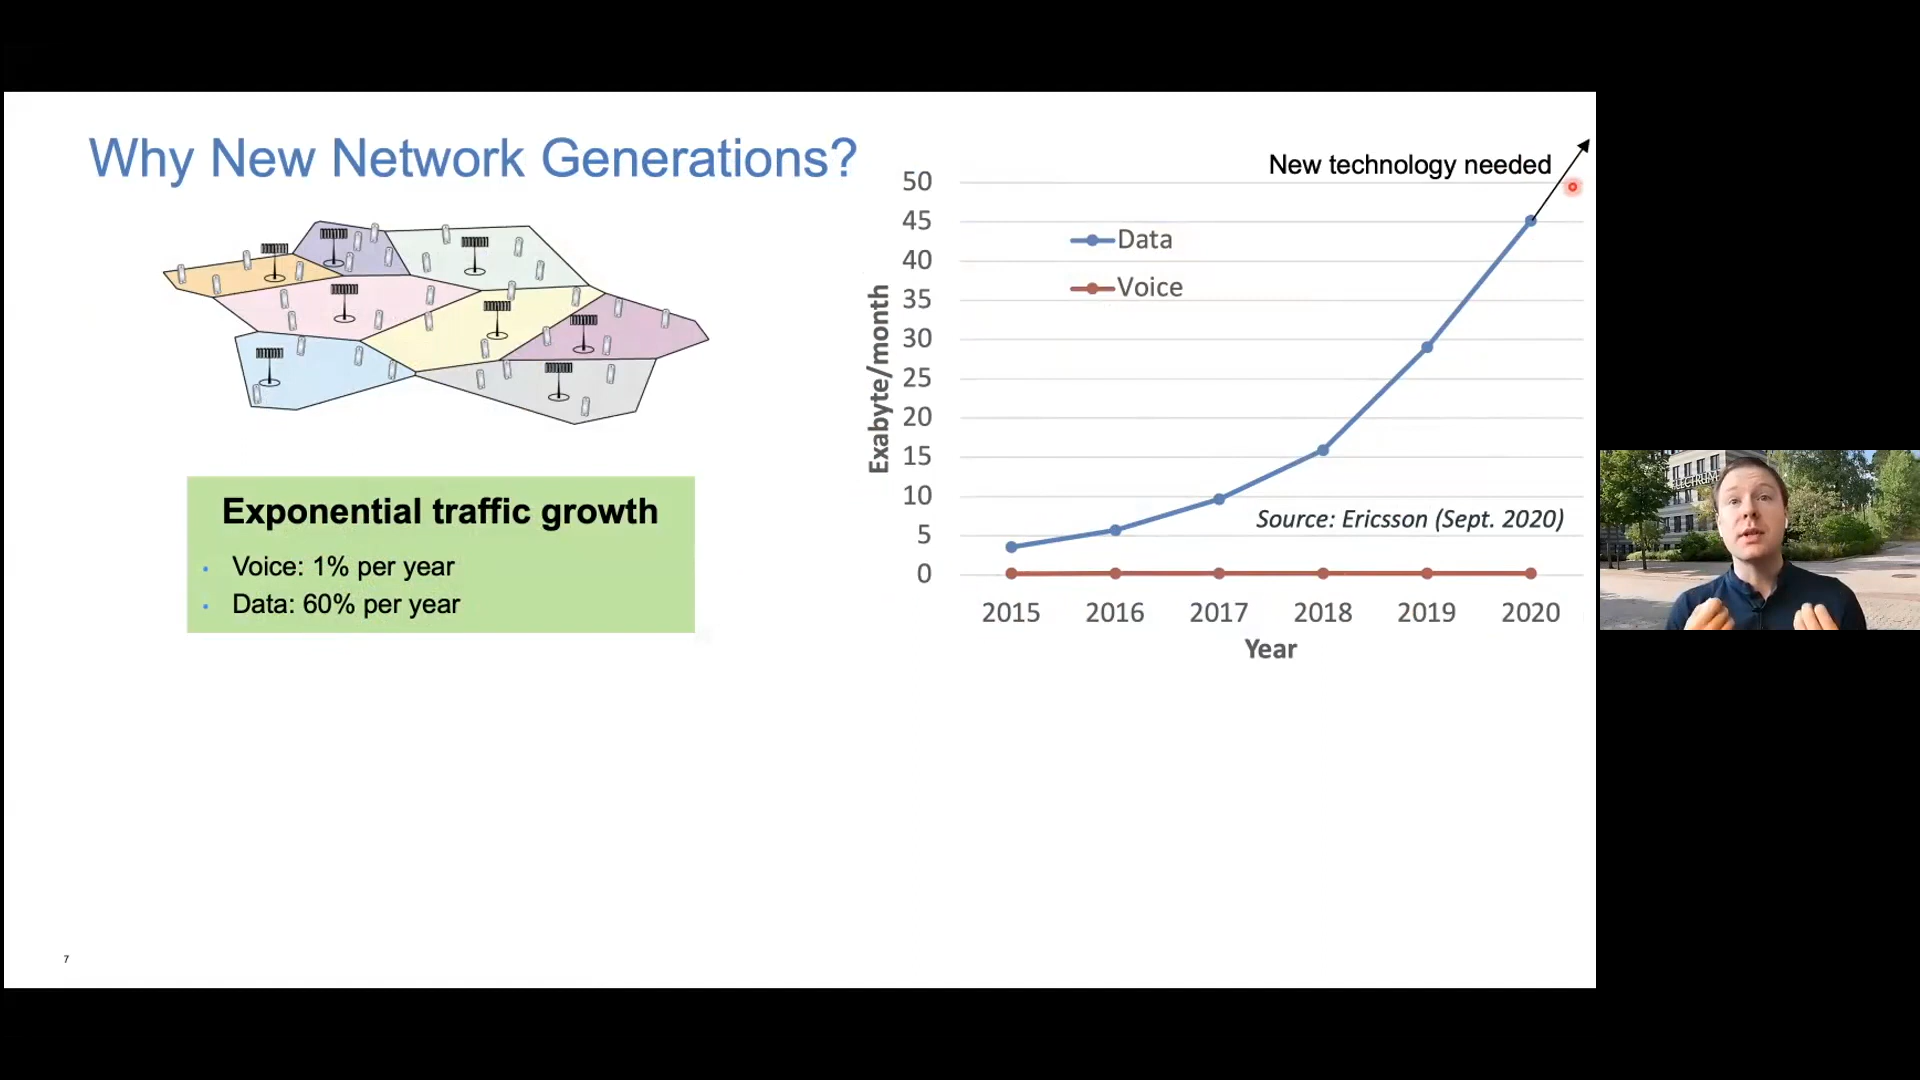 Why New Network Generations?
Exponential traffic growth
• Voice: 1% per year
• Data: 60% per year
New technology needed
50
45
40
35
30
25
20
15
10
5
0
Exabyte/month
Data
Voice
Source: Ericsson (Sept. 2020)
2015 2016 2017 2018 2019 2020
Year
7